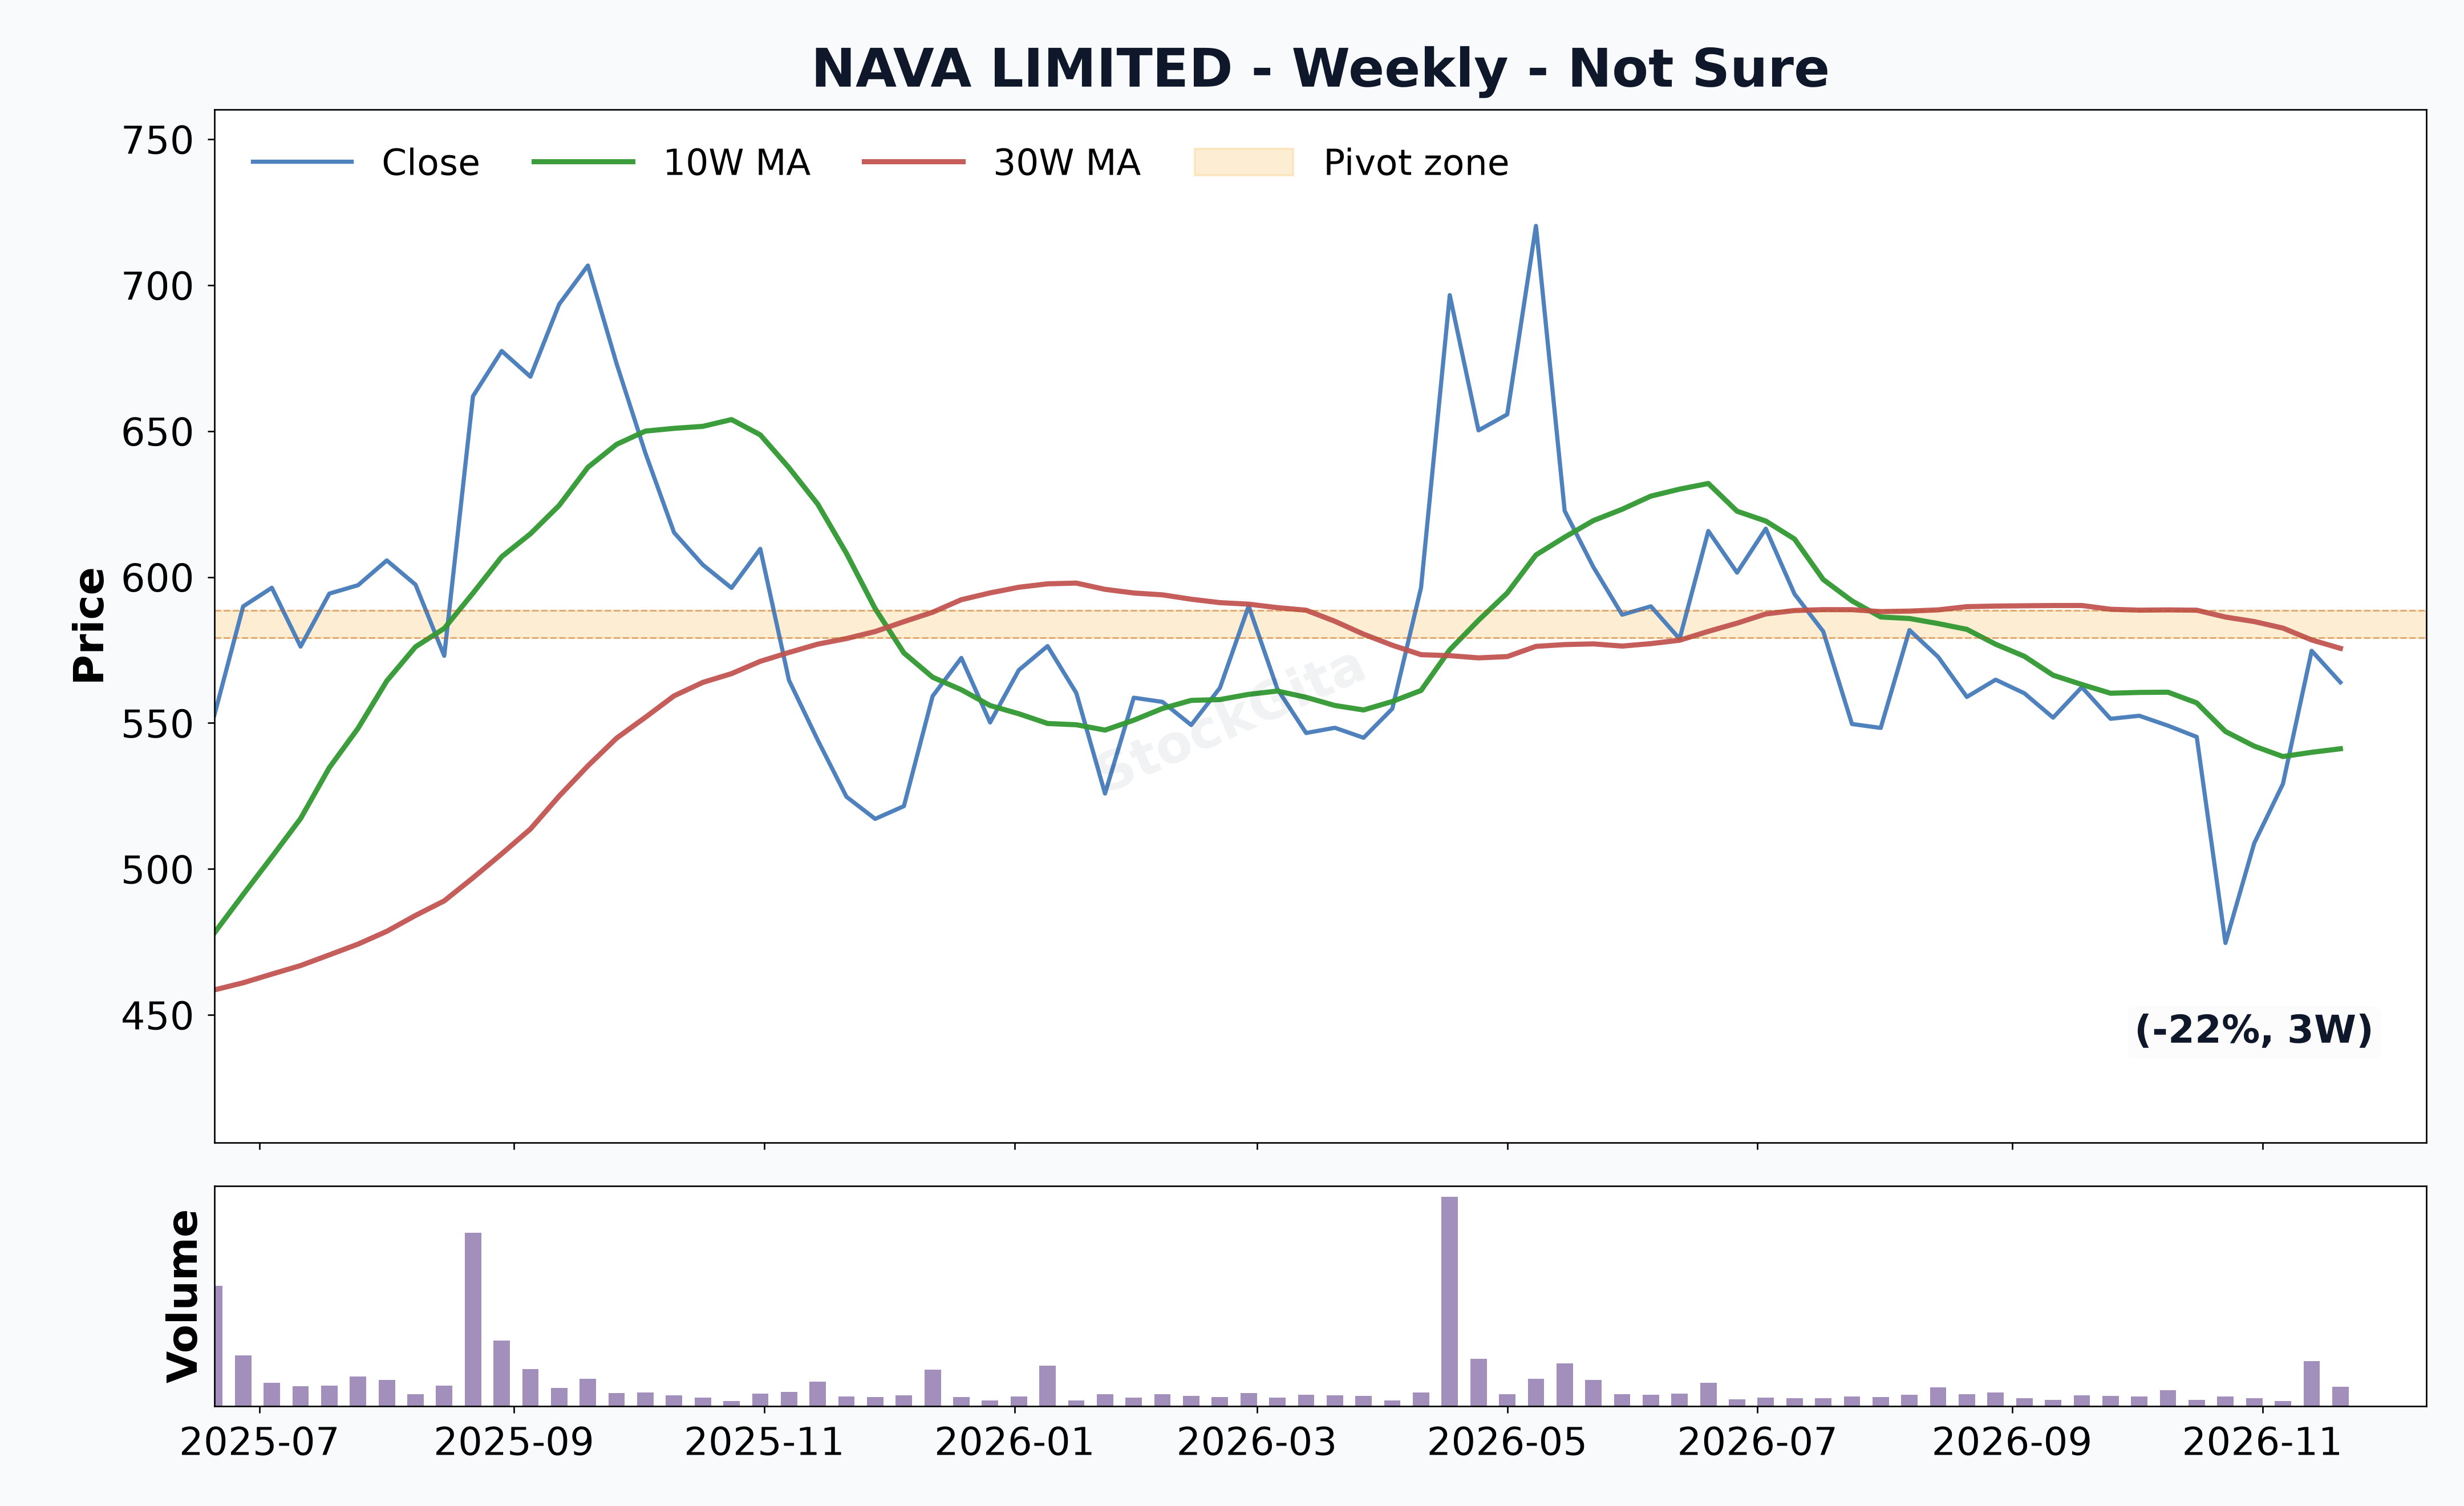 NAVA LIMITED - Weekly - Not Sure
Close 10W MA 30W MA Pivot zone
Price
750
700
650
600
550
500
450
StockGita
(-22%, 3W)
Volume
2025-07 2025-09 2025-11 2026-01 2026-03 2026-05 2026-07 2026-09 2026-11